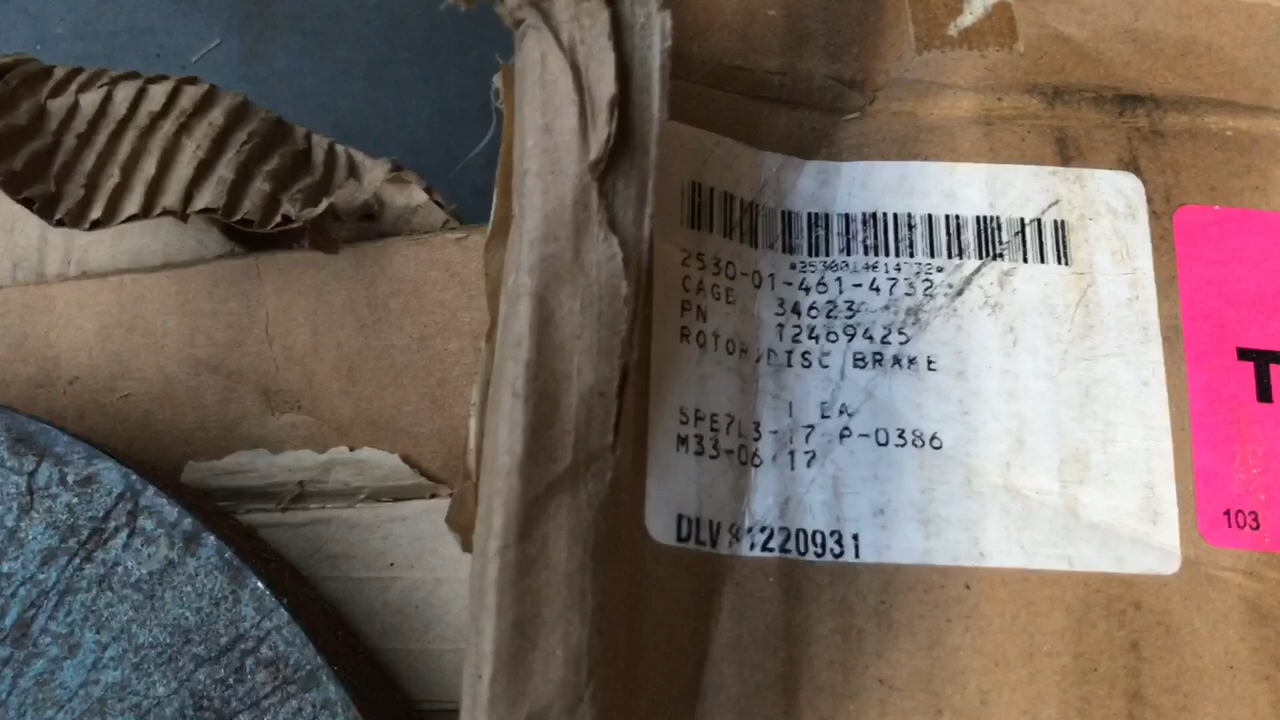 *2530014614732*
2530-01-461-4732
CAGE 34623
PN 12469425
ROTOR,DISC BRAKE
1 EA
SPE7L3-17 P-0386
M33-06 17
DLV 81220931
T
103